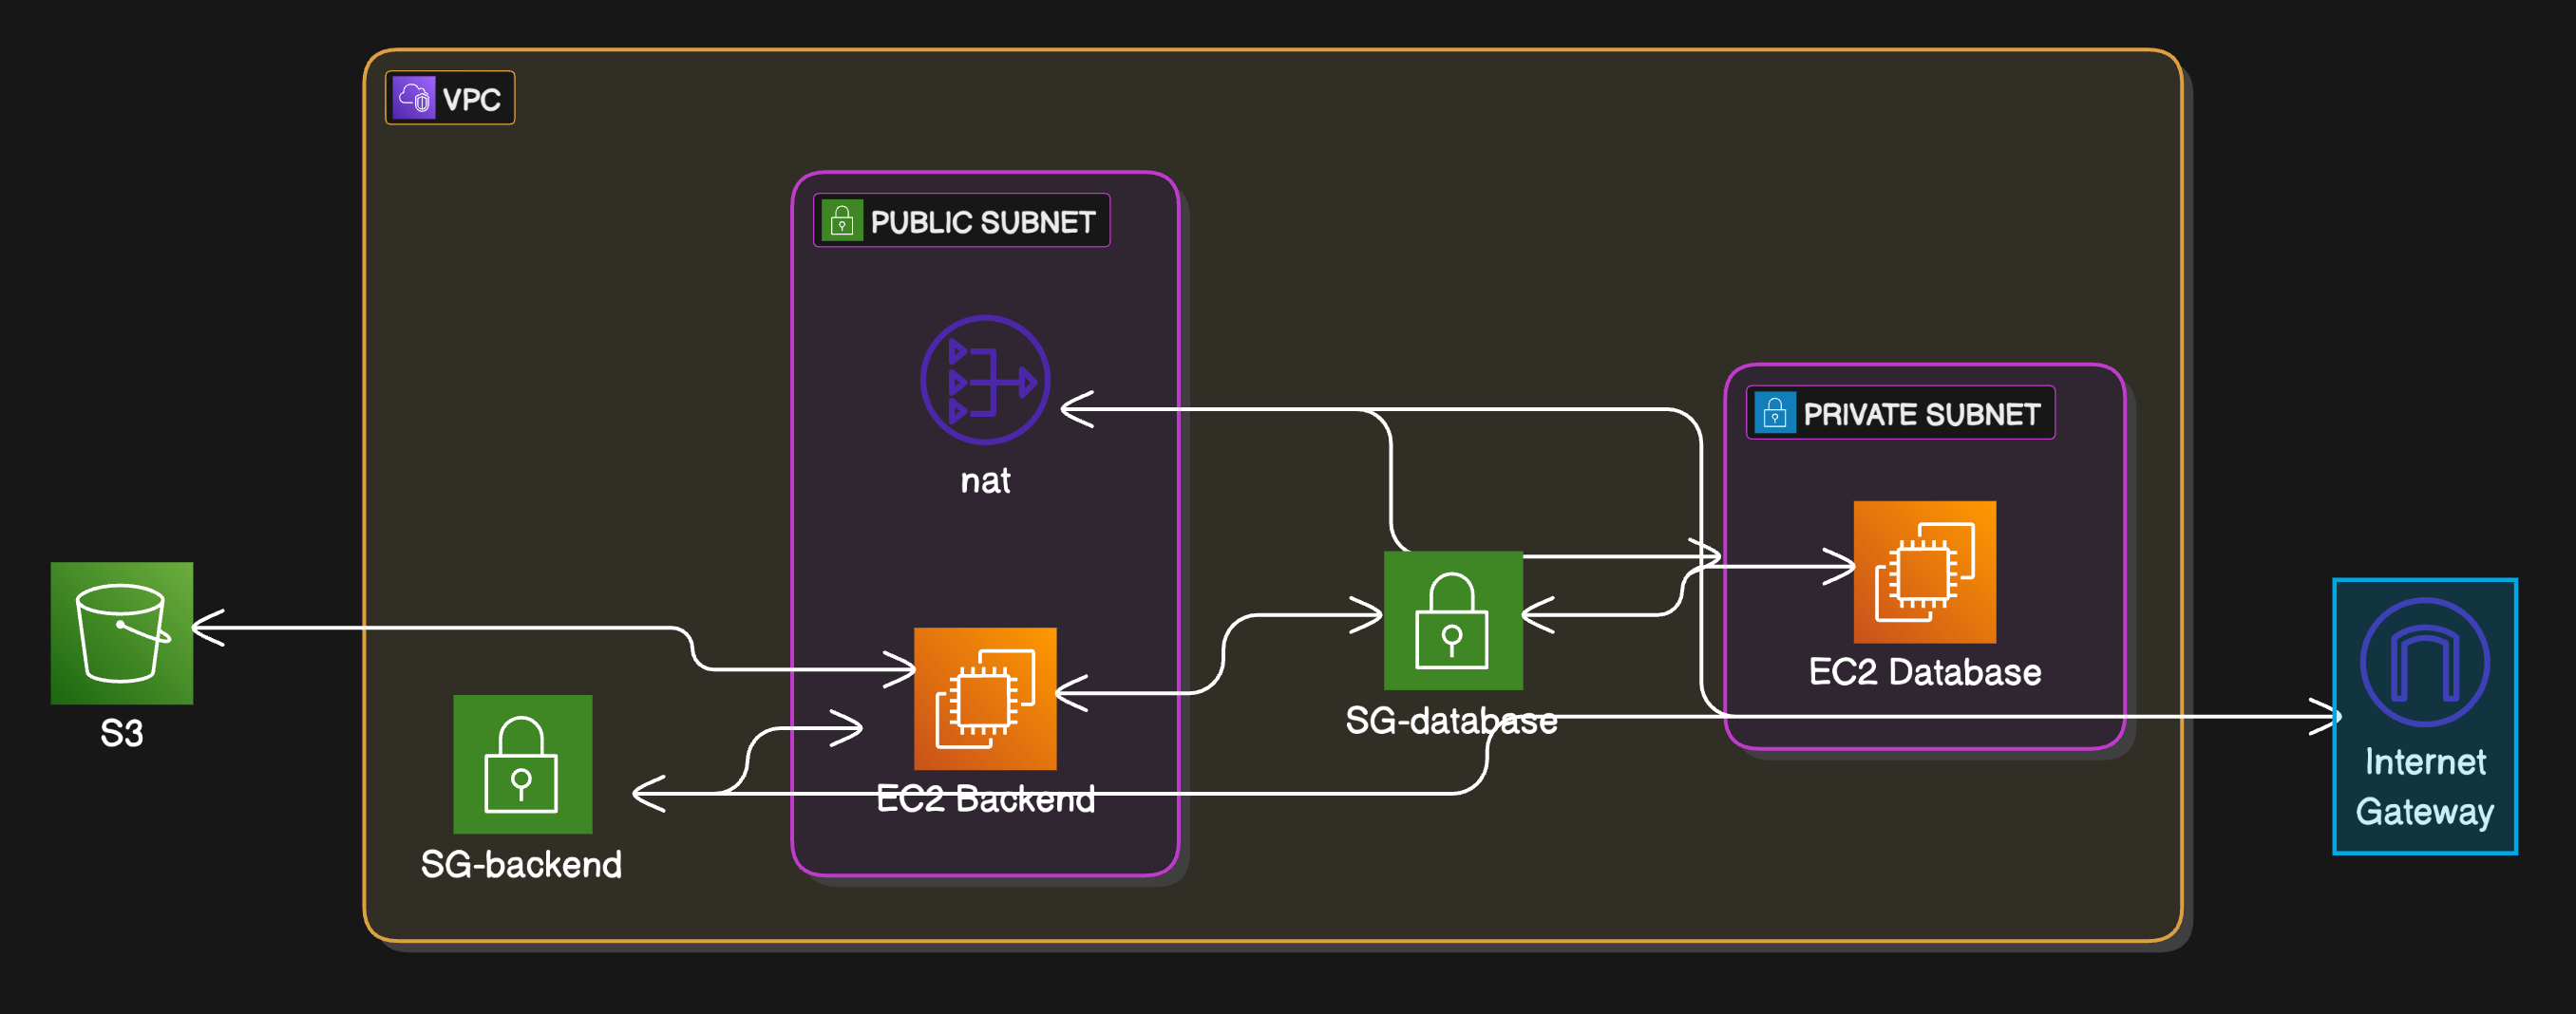 VPC
PUBLIC SUBNET
nat
PRIVATE SUBNET
EC2 Database
S3
SG-database
EC2 Backend
SG-backend
Internet
Gateway